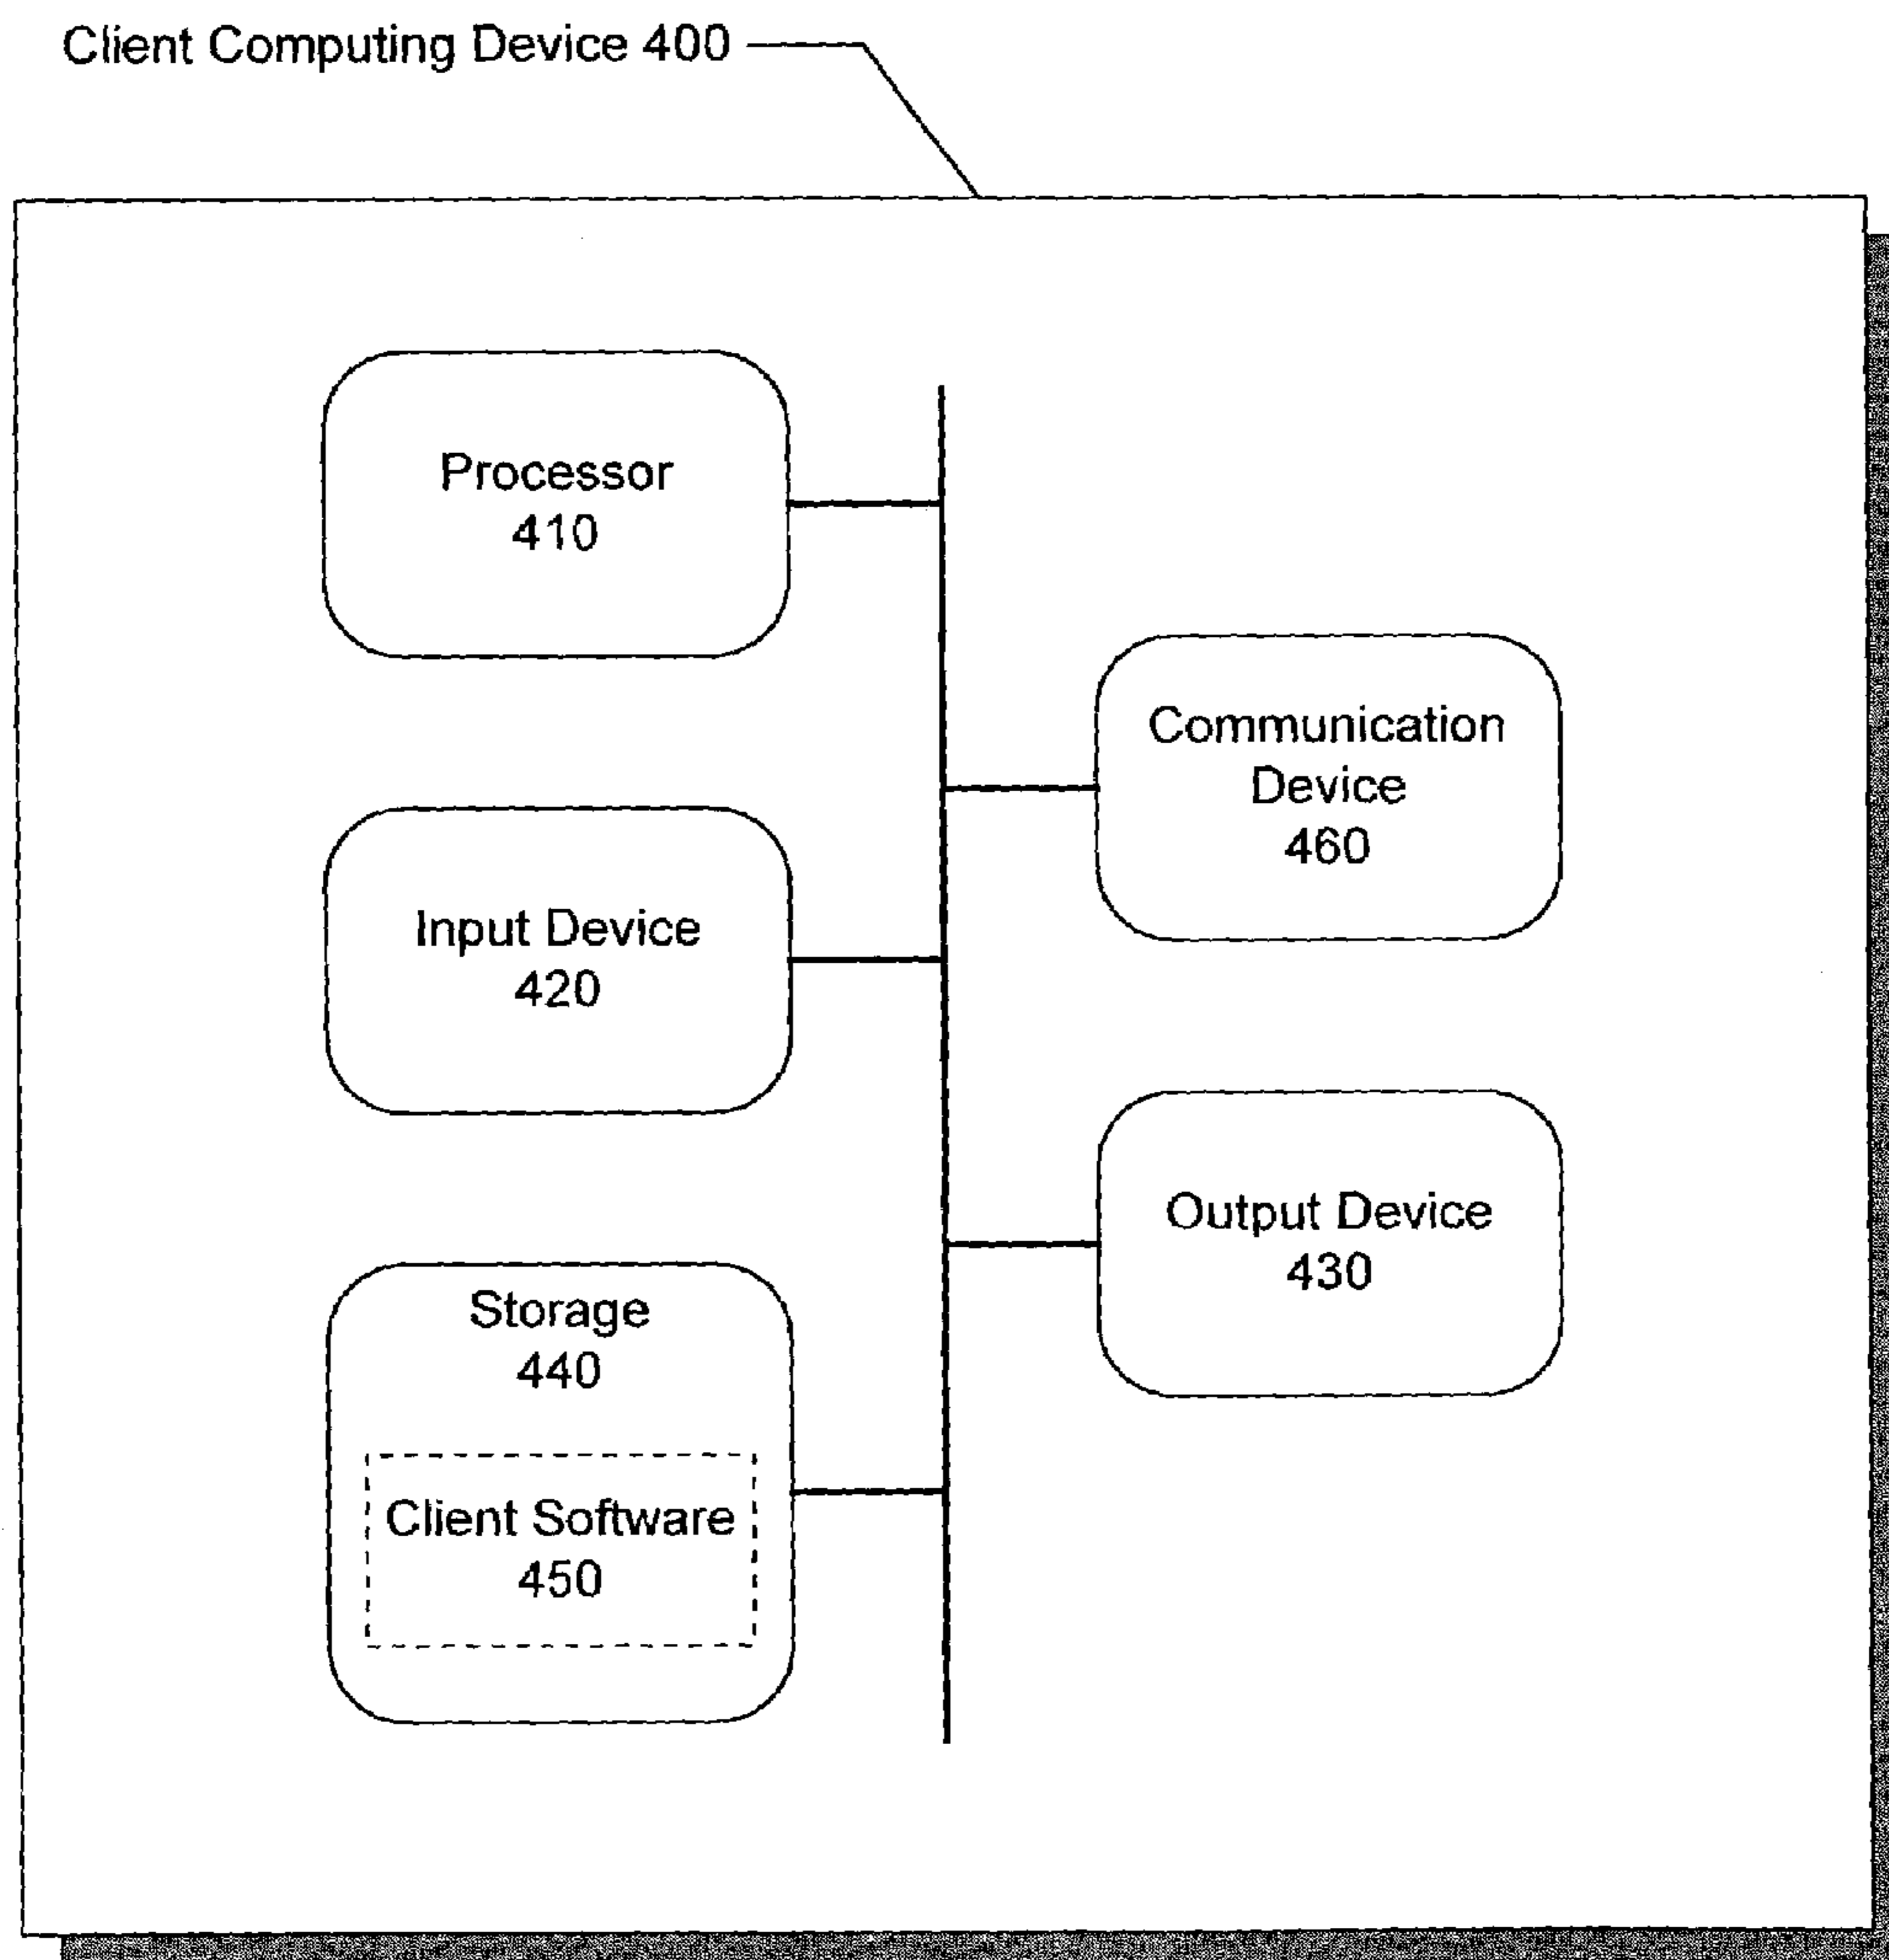 Client Computing Device 400
Processor
410
Communication
Device
460
Input Device
420
Output Device
430
Storage
440
Client Software
450